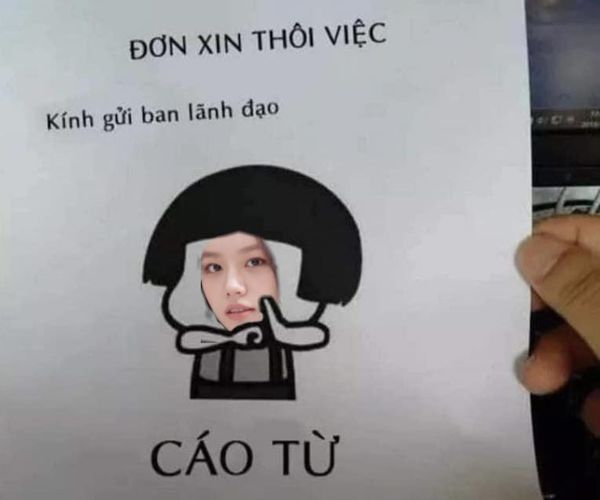 ĐƠN XIN THÔI VIỆC
Kính gửi ban lãnh đạo
CÁO TỪ